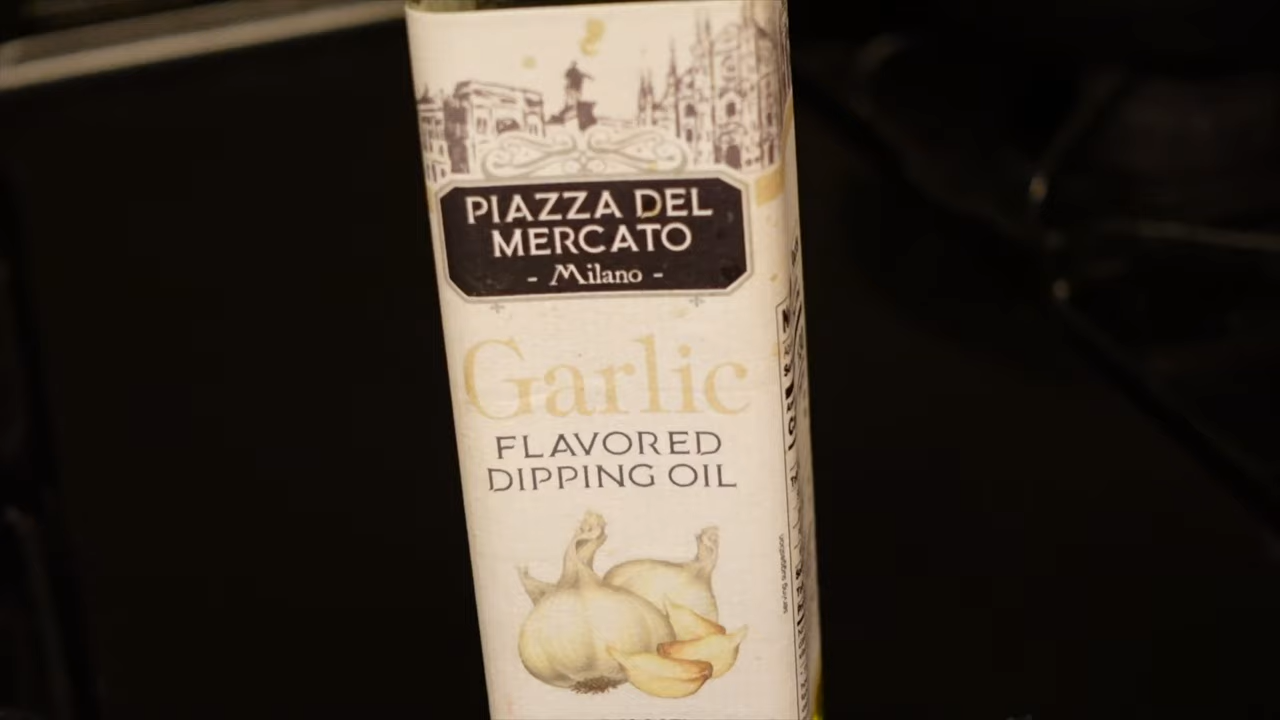 PIAZZA DEL
MERCATO
- Milano -
Garlic
FLAVORED
DIPPING OIL